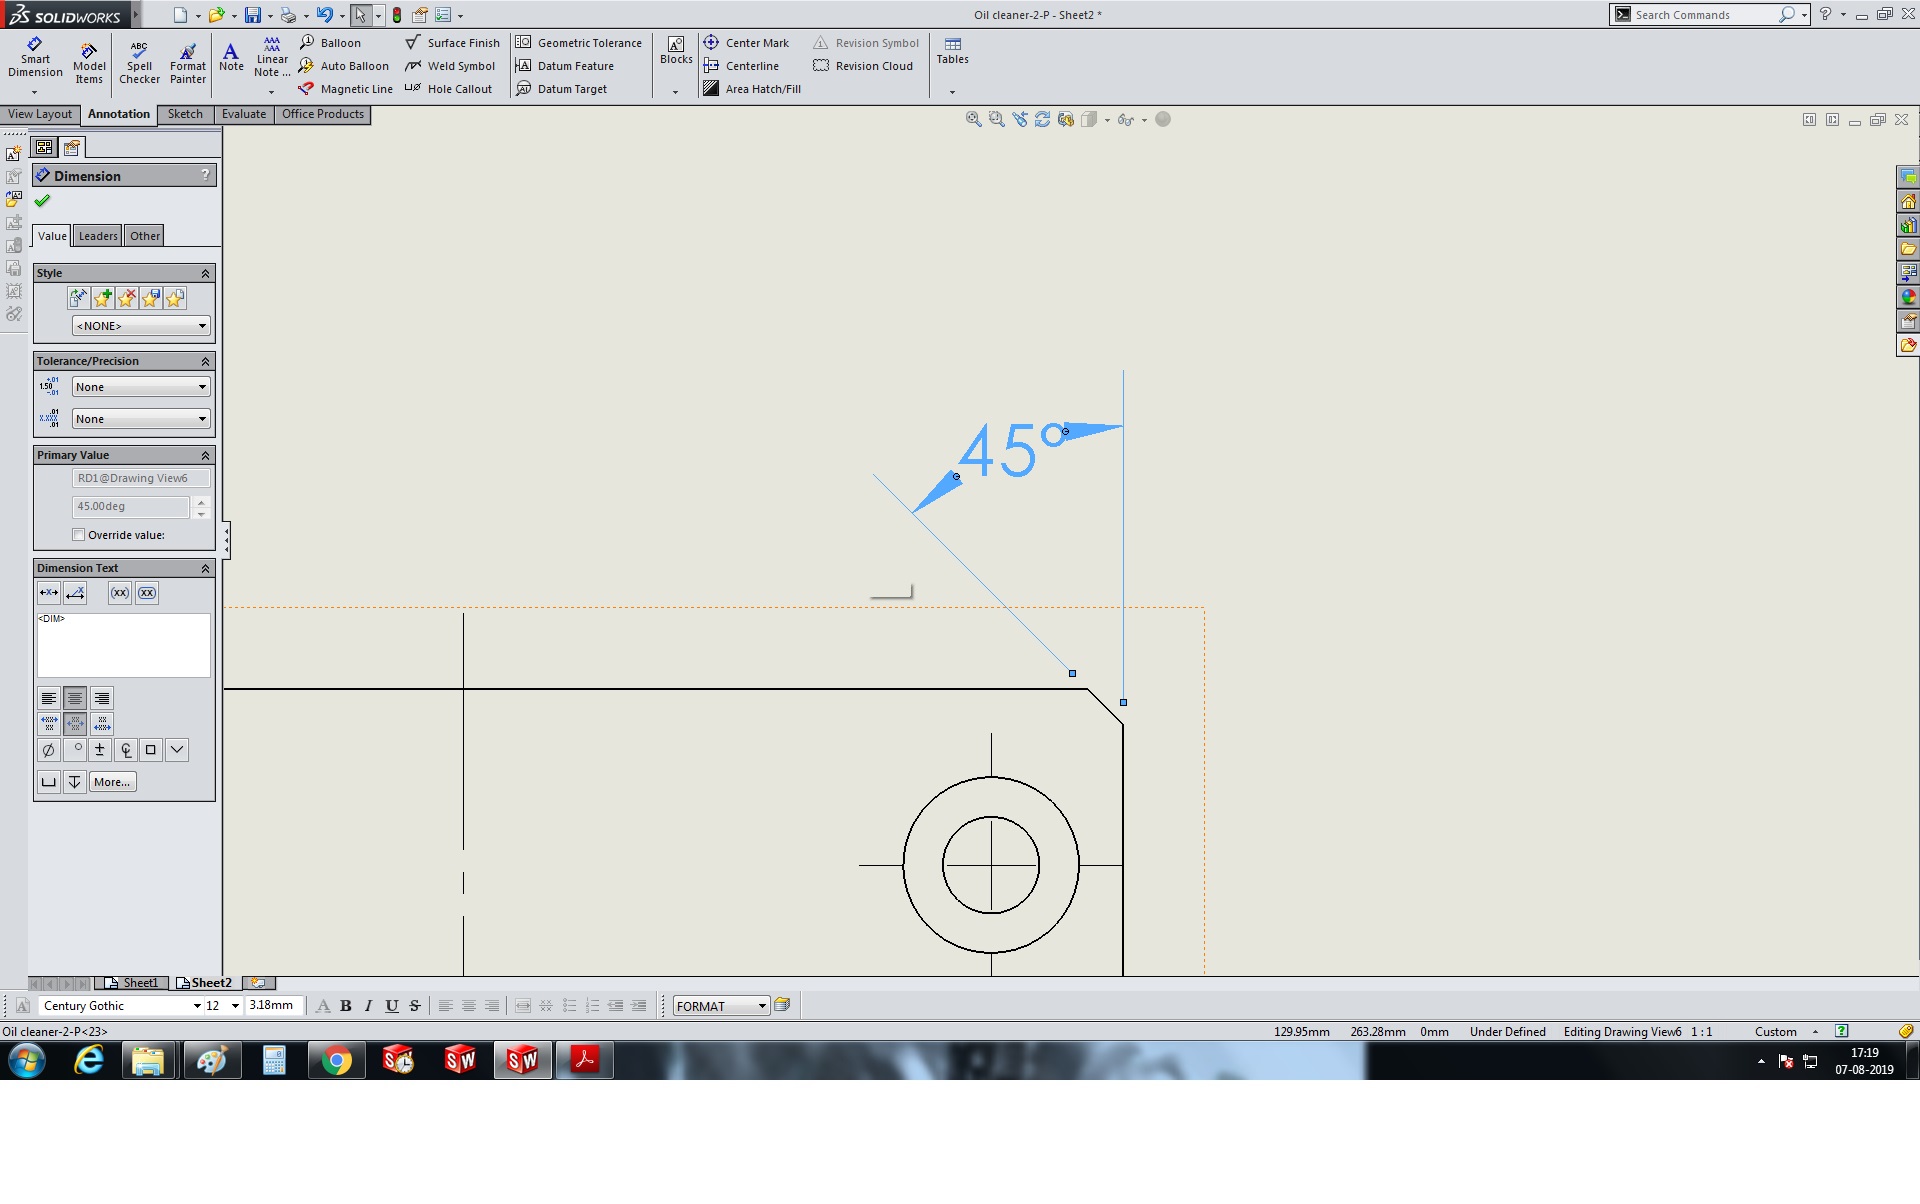 SOLIDWORKS
Oil cleaner-2-P - Sheet2 *
Search Commands
Smart Dimension
Model Items
Spell Checker
Format Painter
Note
Linear Note ...
Balloon
Auto Balloon
Magnetic Line
Surface Finish
Weld Symbol
Hole Callout
Geometric Tolerance
Datum Feature
Datum Target
Blocks
Center Mark
Centerline
Area Hatch/Fill
Revision Symbol
Revision Cloud
Tables
View Layout
Annotation
Sketch
Evaluate
Office Products
Dimension
?
Value
Leaders
Other
Style
<NONE>
Tolerance/Precision
None
None
Primary Value
RD1@Drawing View6
45.00deg
Override value:
Dimension Text
<DIM>
More...
45°
Sheet1
Sheet2
Century Gothic
12
3.18mm
A B I U S
FORMAT
Oil cleaner-2-P<23>
129.95mm
263.28mm
0mm
Under Defined
Editing Drawing View6
1 : 1
Custom
17:19
07-08-2019